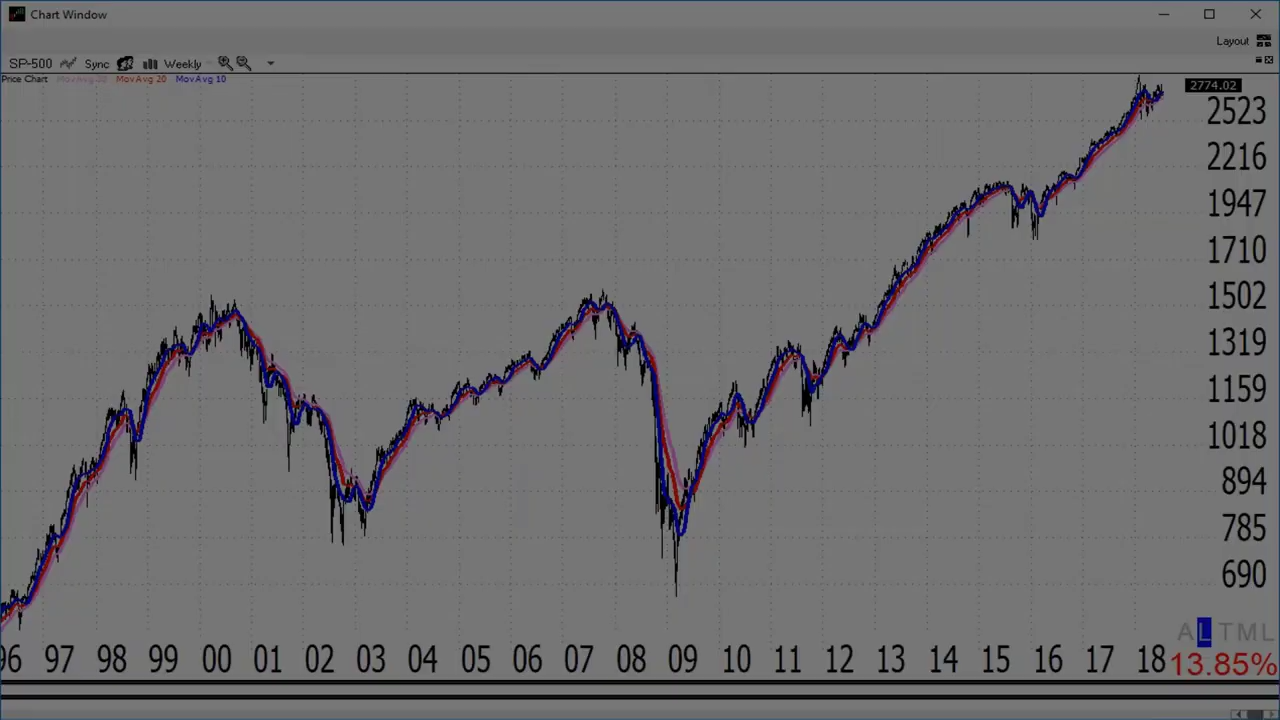 Chart Window
Layout
SP-500 Sync Weekly
Price Chart MovAvg 30 MovAvg 20 MovAvg 10
2774.02
2523
2216
1947
1710
1502
1319
1159
1018
894
785
690
A L T M L
96 97 98 99 00 01 02 03 04 05 06 07 08 09 10 11 12 13 14 15 16 17 18 13.85%